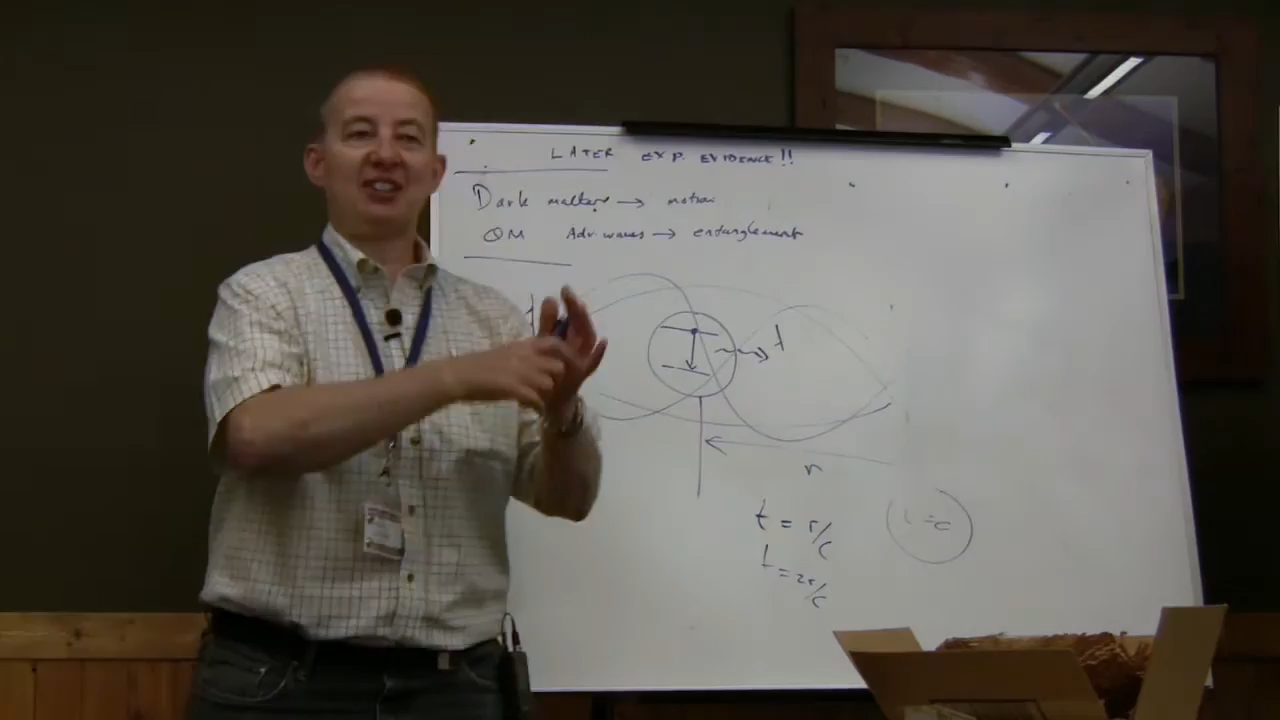 LATER EXP. EVIDENCE!!
Dark matter → motion
QM Adv. waves → entanglement
r
t = r/c
t = 2r/c